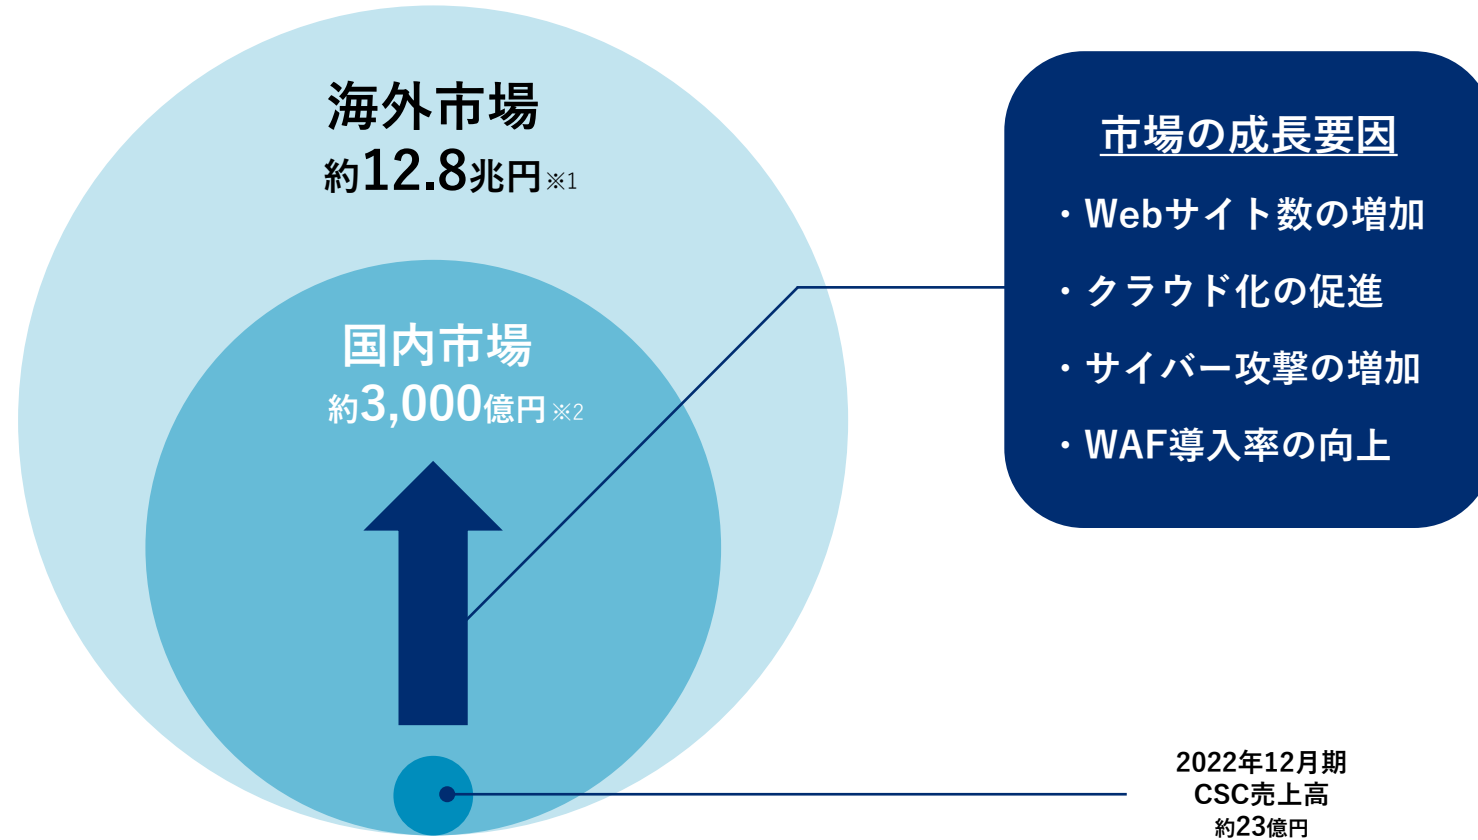 海外市場
約12.8兆円※1
国内市場
約3,000億円※2
市場の成長要因
・Webサイト数の増加
・クラウド化の促進
・サイバー攻撃の増加
・WAF導入率の向上
2022年12月期
CSC売上高
約23億円